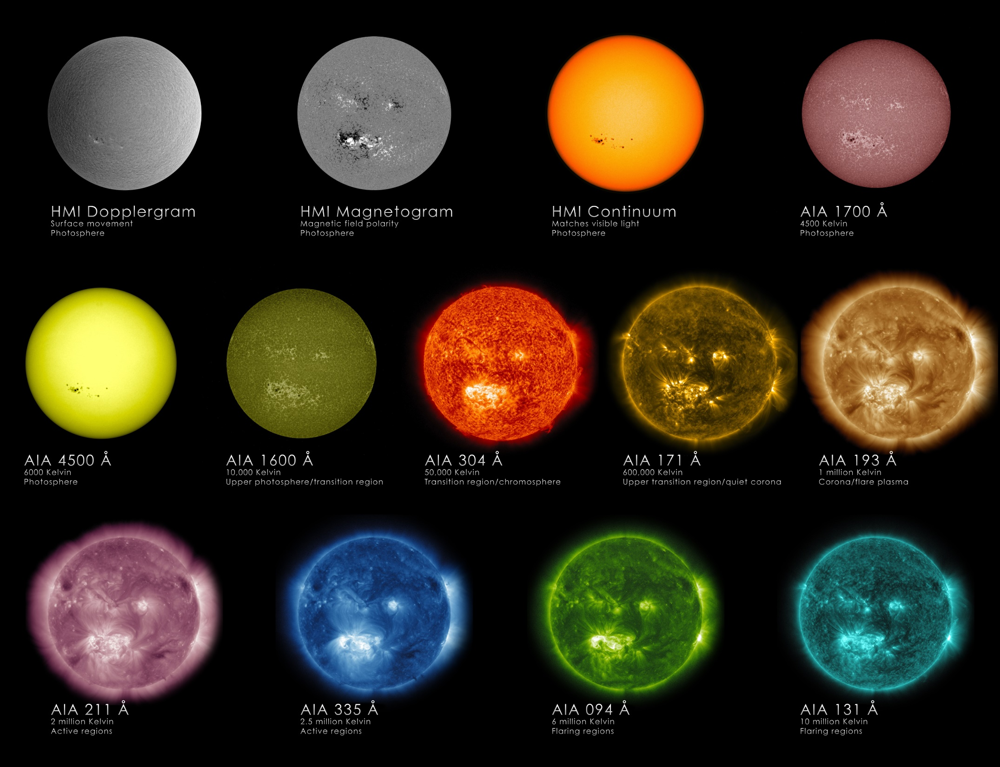 HMI Dopplergram
Surface movement
Photosphere
HMI Magnetogram
Magnetic field polarity
Photosphere
HMI Continuum
Matches visible light
Photosphere
AIA 1700 Å
4500 Kelvin
Photosphere
AIA 4500 Å
6000 Kelvin
Photosphere
AIA 1600 Å
10,000 Kelvin
Upper photosphere/transition region
AIA 304 Å
50,000 Kelvin
Transition region/chromosphere
AIA 171 Å
600,000 Kelvin
Upper transition region/quiet corona
AIA 193 Å
1 million Kelvin
Corona/flare plasma
AIA 211 Å
2 million Kelvin
Active regions
AIA 335 Å
2.5 million Kelvin
Active regions
AIA 094 Å
6 million Kelvin
Flaring regions
AIA 131 Å
10 million Kelvin
Flaring regions